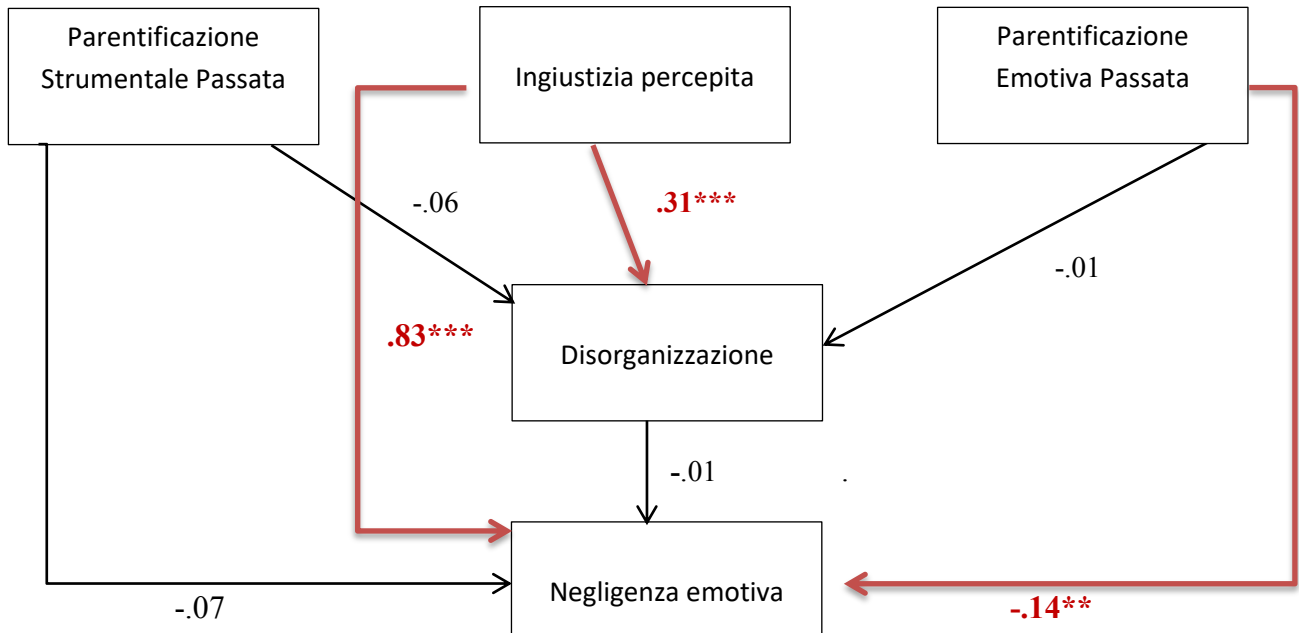 Parentificazione
Strumentale Passata
Ingiustizia percepita
Parentificazione
Emotiva Passata
-.06
.31***
-.01
.83***
Disorganizzazione
-.01
.
Negligenza emotiva
-.07
-.14**